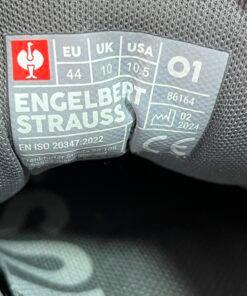 EU UK USA O1
44 10 10.5
86164
ENGELBERT
STRAUSS
02
2024
EN ISO 20347:2022
CE